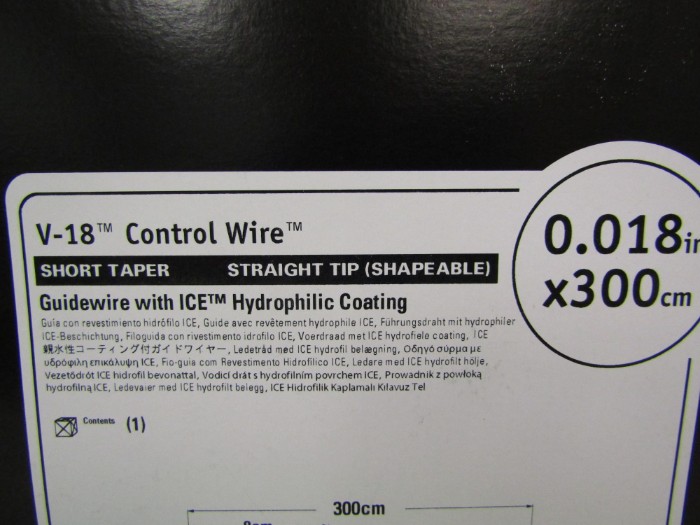 V-18™ Control Wire™
0.018in
x300cm
SHORT TAPER STRAIGHT TIP (SHAPEABLE)
Guidewire with ICE™ Hydrophilic Coating
Guía con revestimiento hidrófilo ICE, Guide avec revêtement hydrophile ICE, Führungsdraht mit hydrophiler
ICE-Beschichtung, Filoguida con rivestimento idrofilo ICE, Voerdraad met ICE hydrofiele coating, ICE
親水性コーティング付ガイドワイヤー, Ledetråd med ICE hydrofil belægning, Οδηγό σύρμα με
υδρόφιλη επικάλυψη ICE, Fio-guia com Revestimento Hidrofílico ICE, Ledare med ICE hydrofilt hölje,
Vezetődrót ICE hidrofil bevonattal, Vodicí drát s hydrofilním povrchem ICE, Prowadnik z powłoką
hydrofilną ICE, Ledevaier med ICE hydrofilt belegg, ICE Hidrofilik Kaplamalı Kılavuz Tel
Contents (1)
300cm